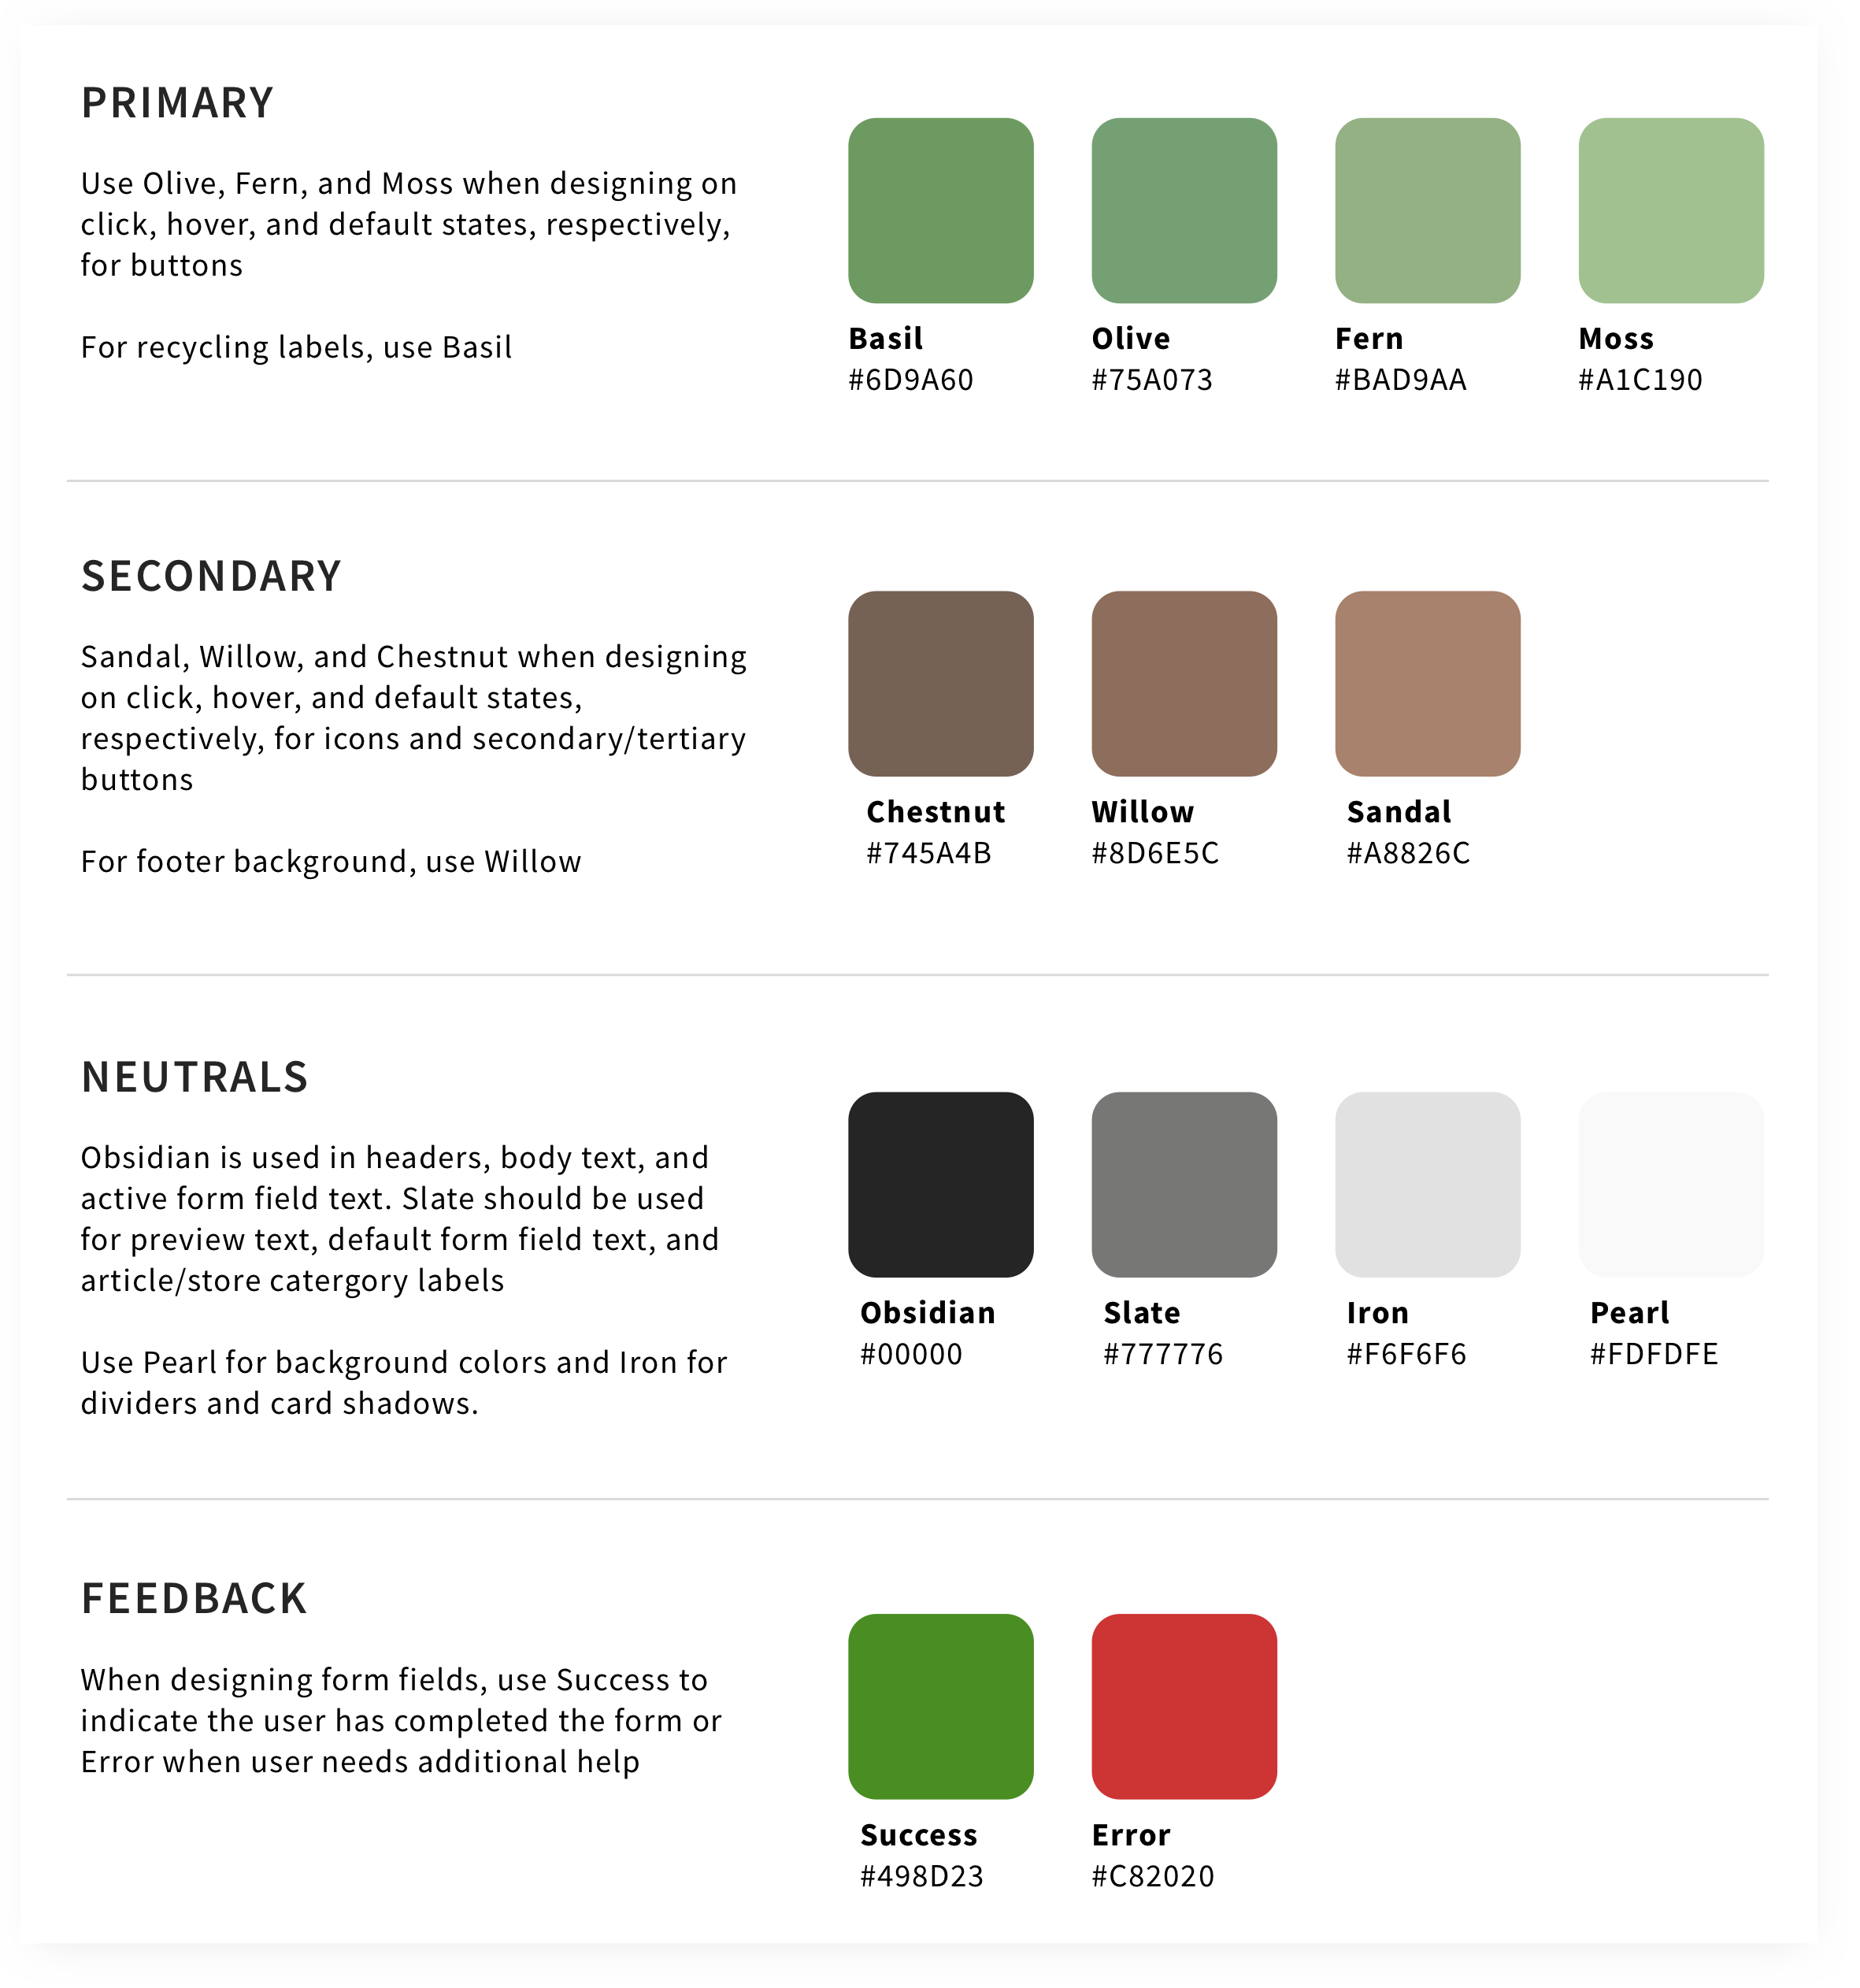 PRIMARY
Use Olive, Fern, and Moss when designing on
click, hover, and default states, respectively,
for buttons
For recycling labels, use Basil
Basil
#6D9A60
Olive
#75A073
Fern
#BAD9AA
Moss
#A1C190
SECONDARY
Sandal, Willow, and Chestnut when designing
on click, hover, and default states,
respectively, for icons and secondary/tertiary
buttons
For footer background, use Willow
Chestnut
#745A4B
Willow
#8D6E5C
Sandal
#A8826C
NEUTRALS
Obsidian is used in headers, body text, and
active form field text. Slate should be used
for preview text, default form field text, and
article/store catergory labels
Use Pearl for background colors and Iron for
dividers and card shadows.
Obsidian
#00000
Slate
#777776
Iron
#F6F6F6
Pearl
#FDFDFE
FEEDBACK
When designing form fields, use Success to
indicate the user has completed the form or
Error when user needs additional help
Success
#498D23
Error
#C82020